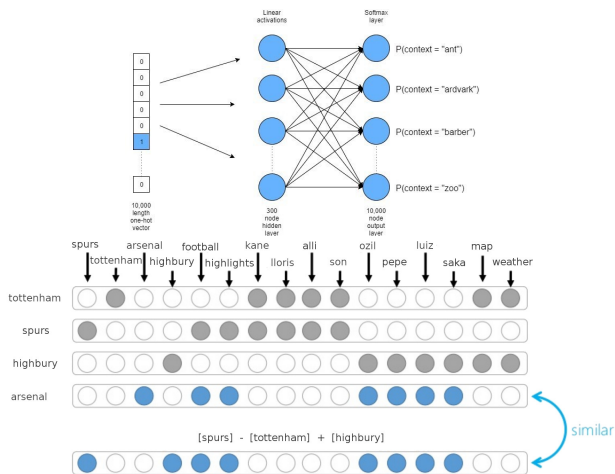 Linear
activations
Softmax
layer
0
0
0
0
0
1
0
P(context = "ant")
P(context = "ardvark")
P(context = "barber")
P(context = "zoo")
10,000
length
one-hot
vector
300
node
hidden
layer
10,000
node
output
layer
spurs arsenal football kane alli ozil luiz map
tottenham highbury highlights lloris son pepe saka weather
tottenham
spurs
highbury
arsenal
similar
[spurs] - [tottenham] + [highbury]